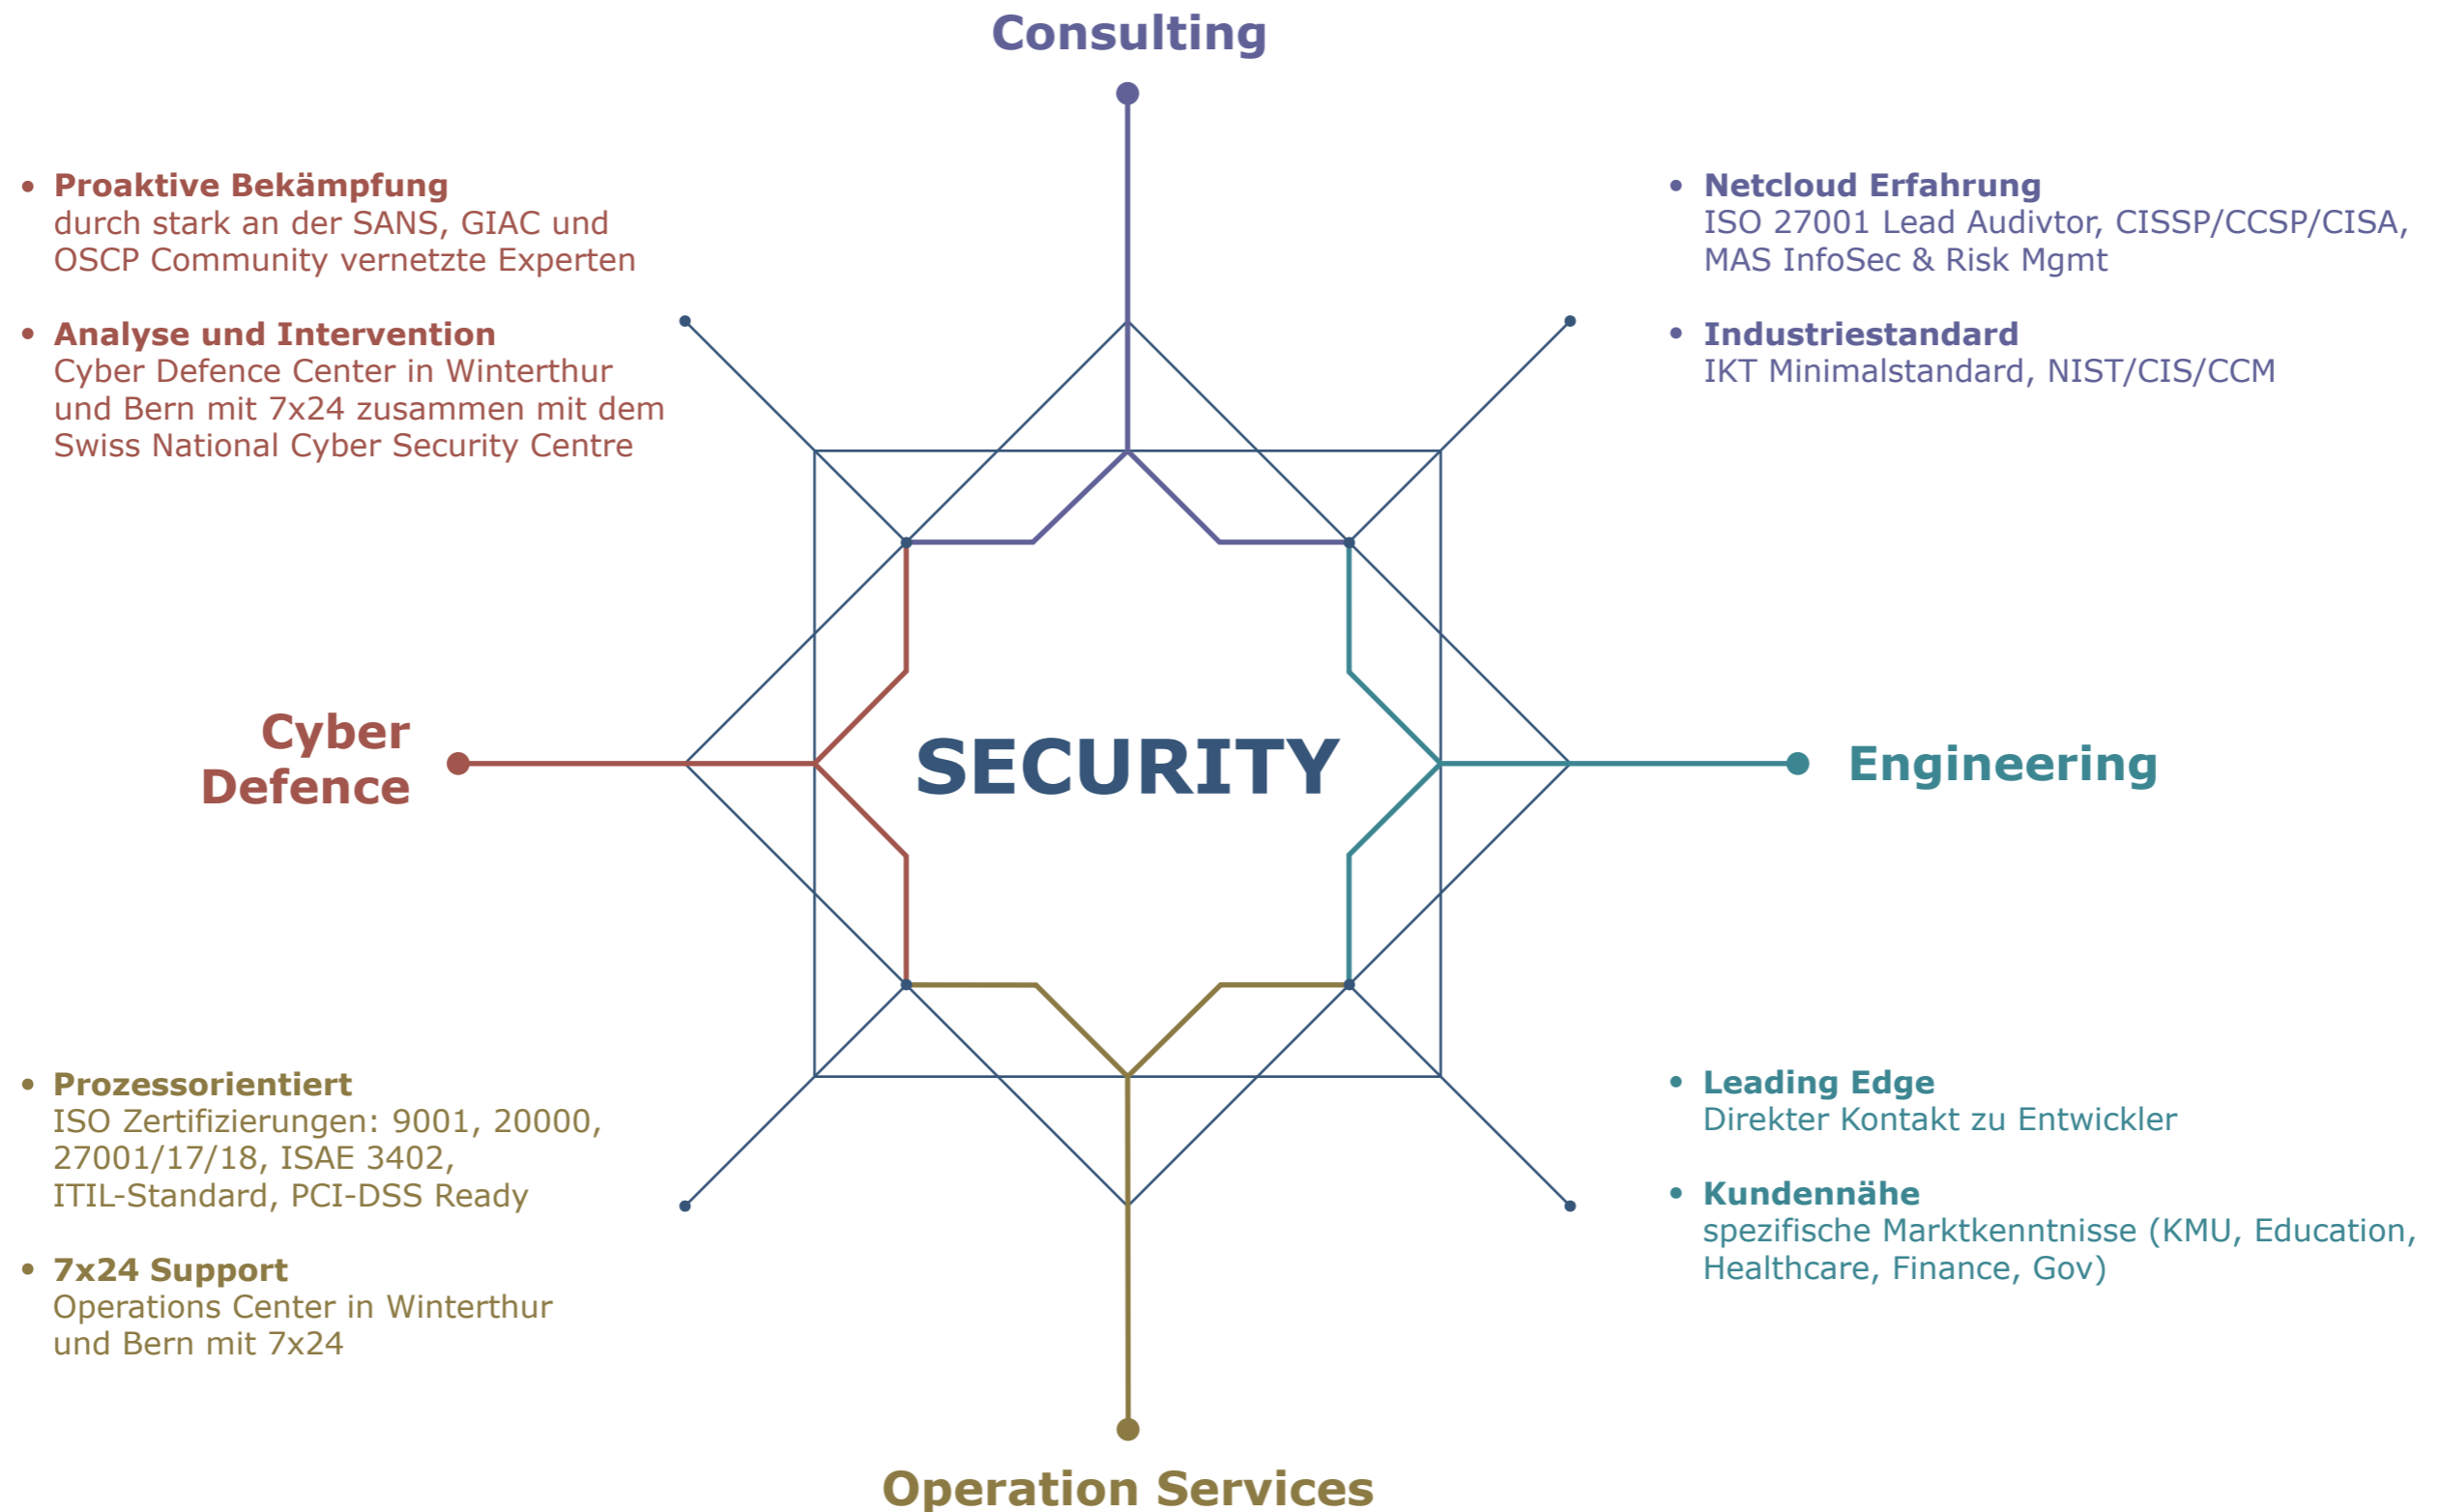 Consulting
• Proaktive Bekämpfung
durch stark an der SANS, GIAC und
OSCP Community vernetzte Experten
• Analyse und Intervention
Cyber Defence Center in Winterthur
und Bern mit 7x24 zusammen mit dem
Swiss National Cyber Security Centre
• Netcloud Erfahrung
ISO 27001 Lead Audivtor, CISSP/CCSP/CISA,
MAS InfoSec & Risk Mgmt
• Industriestandard
IKT Minimalstandard, NIST/CIS/CCM
Cyber
Defence
SECURITY
Engineering
• Prozessorientiert
ISO Zertifizierungen: 9001, 20000,
27001/17/18, ISAE 3402,
ITIL-Standard, PCI-DSS Ready
• 7x24 Support
Operations Center in Winterthur
und Bern mit 7x24
• Leading Edge
Direkter Kontakt zu Entwickler
• Kundennähe
spezifische Marktkenntnisse (KMU, Education,
Healthcare, Finance, Gov)
Operation Services